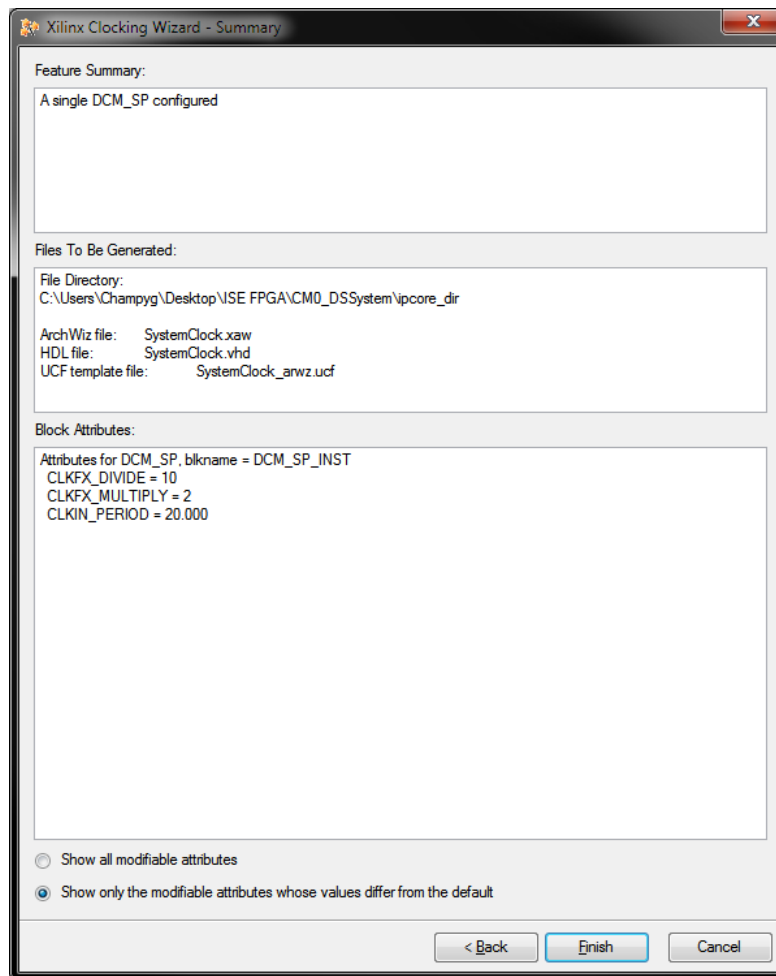 Xilinx Clocking Wizard - Summary
Feature Summary:
A single DCM_SP configured
Files To Be Generated:
File Directory:
C:\Users\Champyg\Desktop\ISE FPGA\CM0_DSSystem\ipcore_dir
ArchWiz file: SystemClock.xaw
HDL file: SystemClock.vhd
UCF template file: SystemClock_arwz.ucf
Block Attributes:
Attributes for DCM_SP, blkname = DCM_SP_INST
CLKFX_DIVIDE = 10
CLKFX_MULTIPLY = 2
CLKIN_PERIOD = 20.000
Show all modifiable attributes
Show only the modifiable attributes whose values differ from the default
< Back Finish Cancel